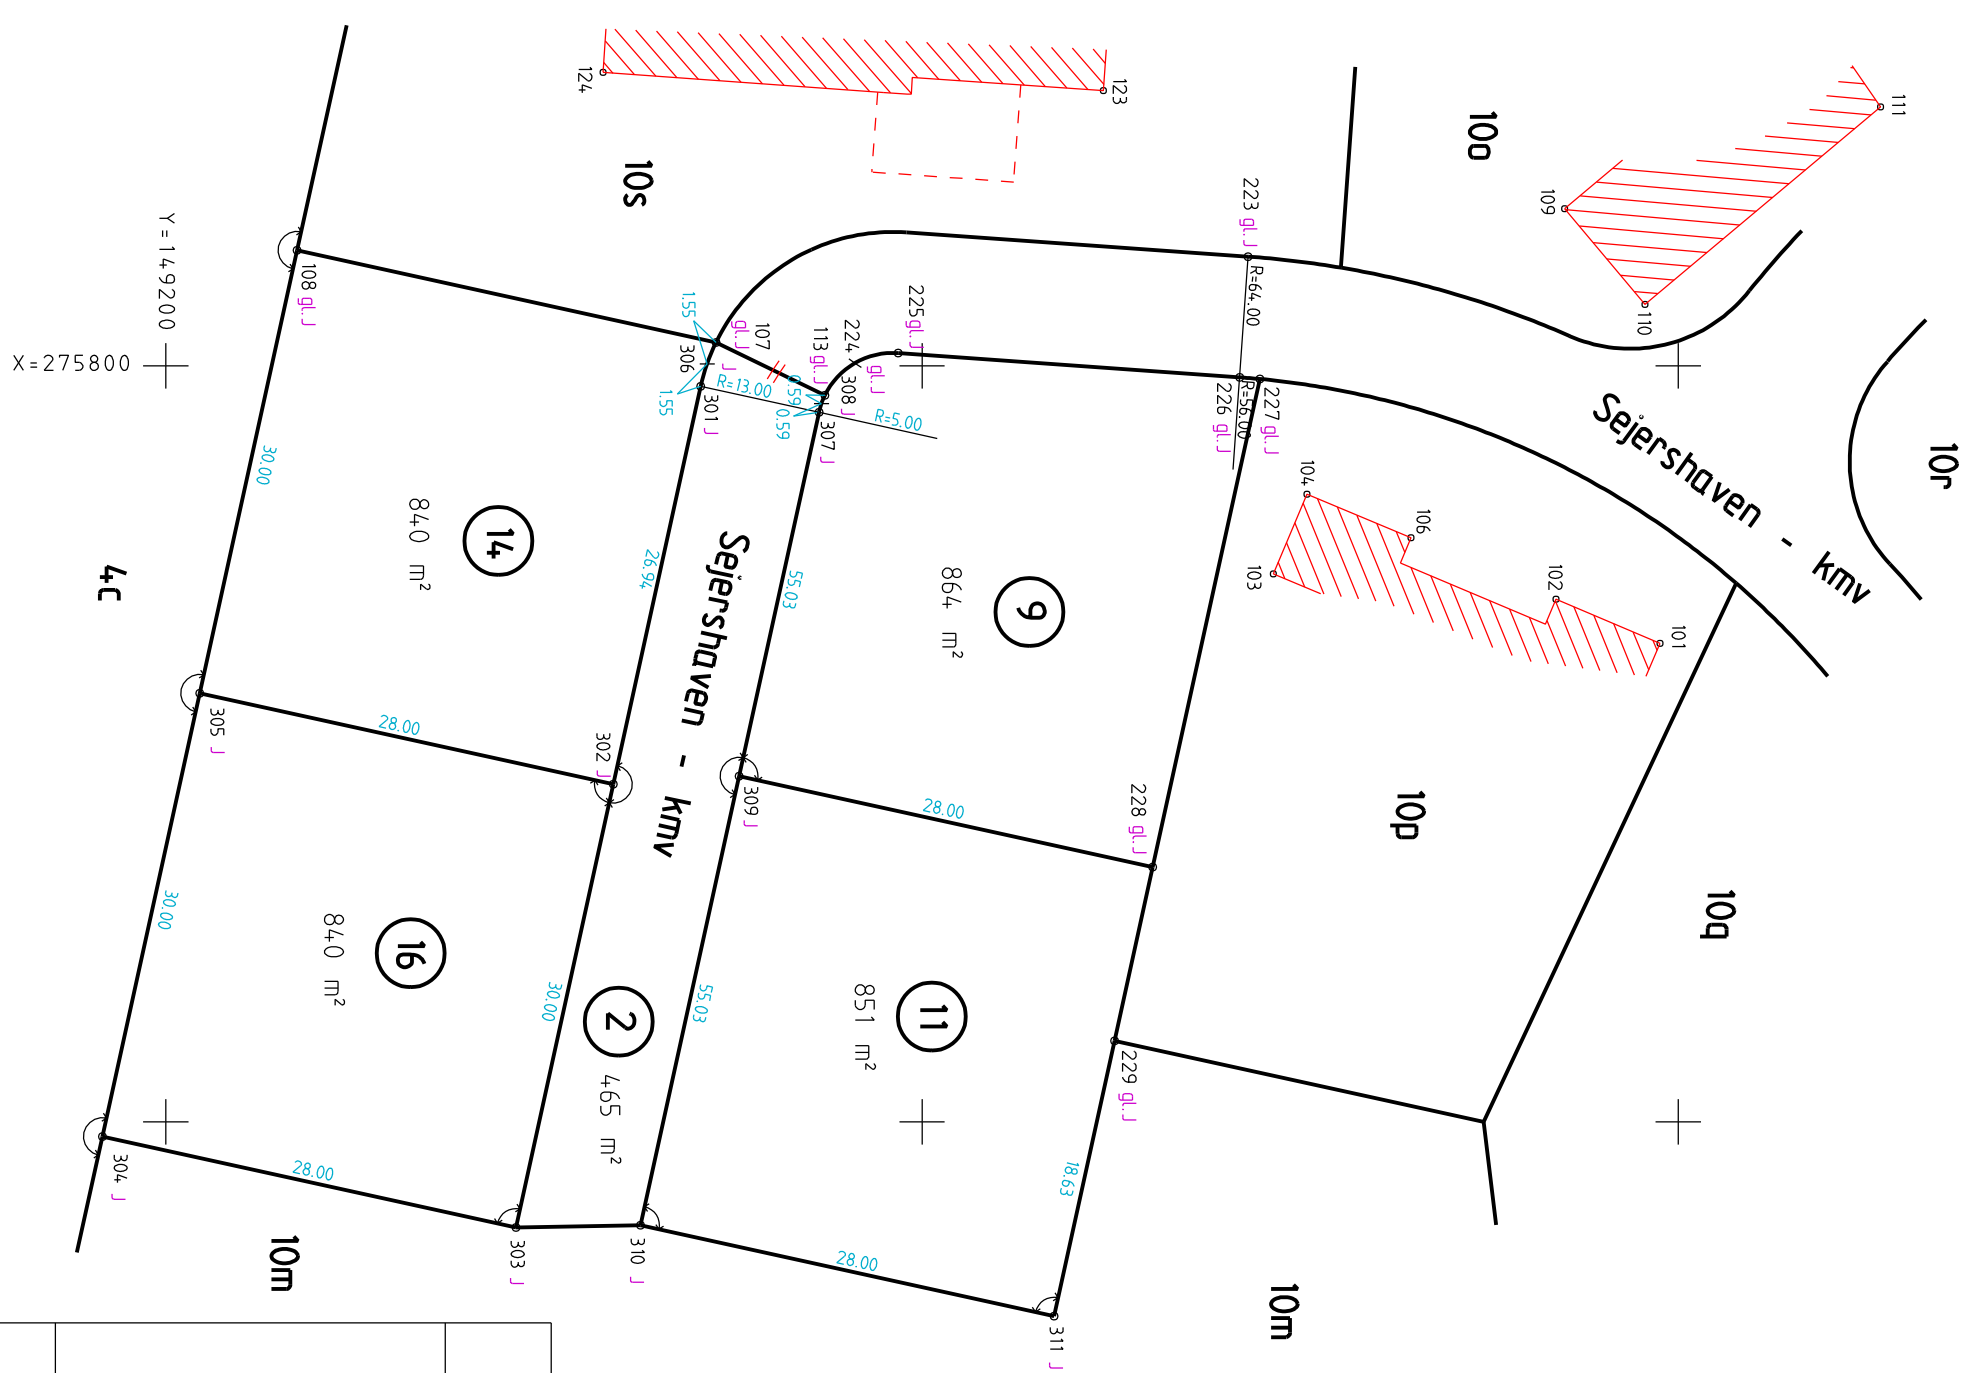 111
10a
123
124
10s
109
110
223 gl.J
R=64.00
Y=149200
X=275800
108 gl.J
1.55
306
1.55
gl.J
107
J
301 J
R=13.00
113 gl.J
0.59
0.59
224
308 J
gl.J
225 gl.J
307 J
R=5.00
226 gl.J
R=56.00
227 gl.J
Sejershaven - kmv
10r
104
106
103
102
101
30.00
840 m²
14
26.94
Sejershaven - kmv
55.03
864 m²
9
4c
305 J
28.00
302 J
309 J
28.00
228 gl.J
10p
10q
30.00
840 m²
16
30.00
2
465 m²
55.03
851 m²
11
229 gl.J
18.63
304 J
28.00
303 J
310 J
28.00
311 J
10m
10m